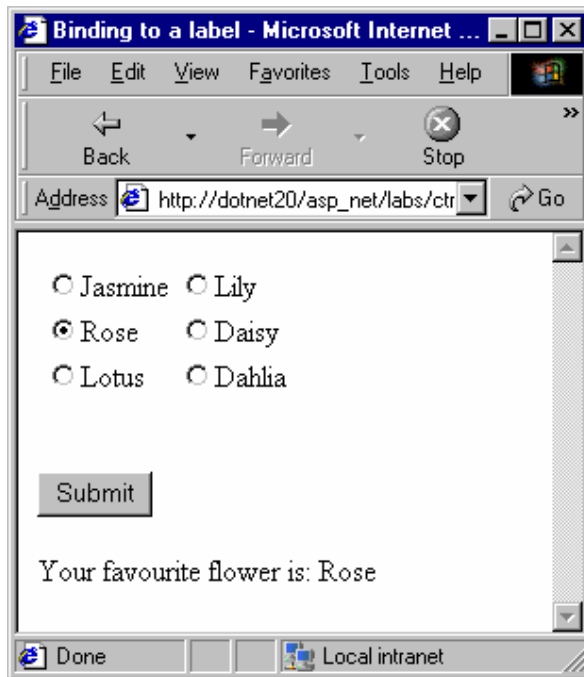 Binding to a label - Microsoft Internet ...
File Edit View Favorites Tools Help
Back Forward Stop »
Address http://dotnet20/asp_net/labs/ctr Go
Jasmine Lily
Rose Daisy
Lotus Dahlia
Submit
Your favourite flower is: Rose
Done Local intranet